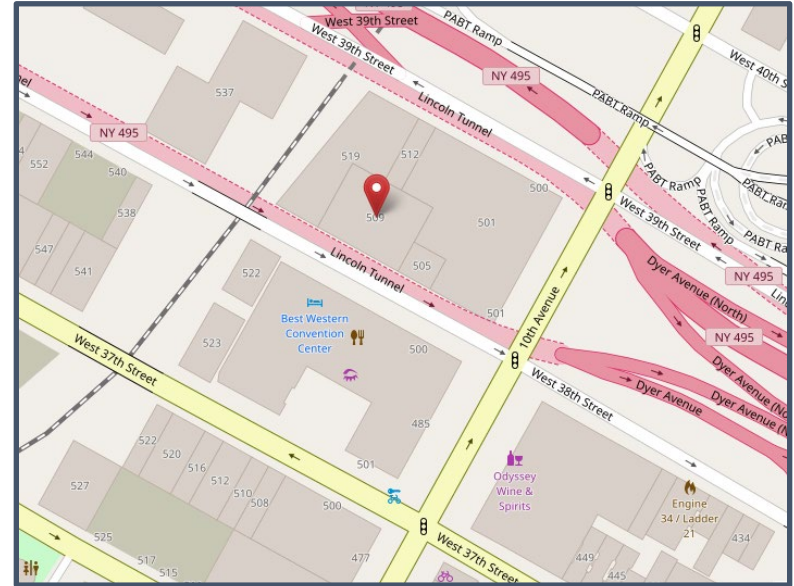 West 39th Street
PABT Ramp
West 39th Street
West 40th S
NY 495
PABT Ramp
537
Lincoln Tunnel
PABT Ramp
NY 495
519
512
544
540
552
500
PABT Ramp
PABT Ramp
538
509
501
West 39th Street
547
541
522
Lincoln Tunnel
505
Dyer Avenue (North)
NY 495
501
10th Avenue
523
Best Western
Convention
Center
500
NY 495
West 37th Street
West 38th Street
Dyer Avenue
Dyer Avenue
485
522
520
516
512
510
508
501
500
Odyssey
Wine &
Spirits
Engine
34 / Ladder
21
527
525
517
515
477
434
West 37th Street
449
445